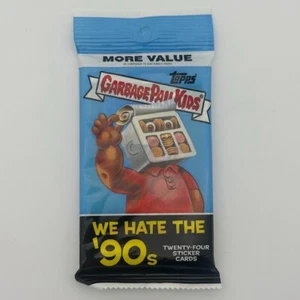 MORE VALUE
Topps
GARBAGE PAIL KIDS
WE HATE THE
'90s
TWENTY-FOUR
STICKER
CARDS